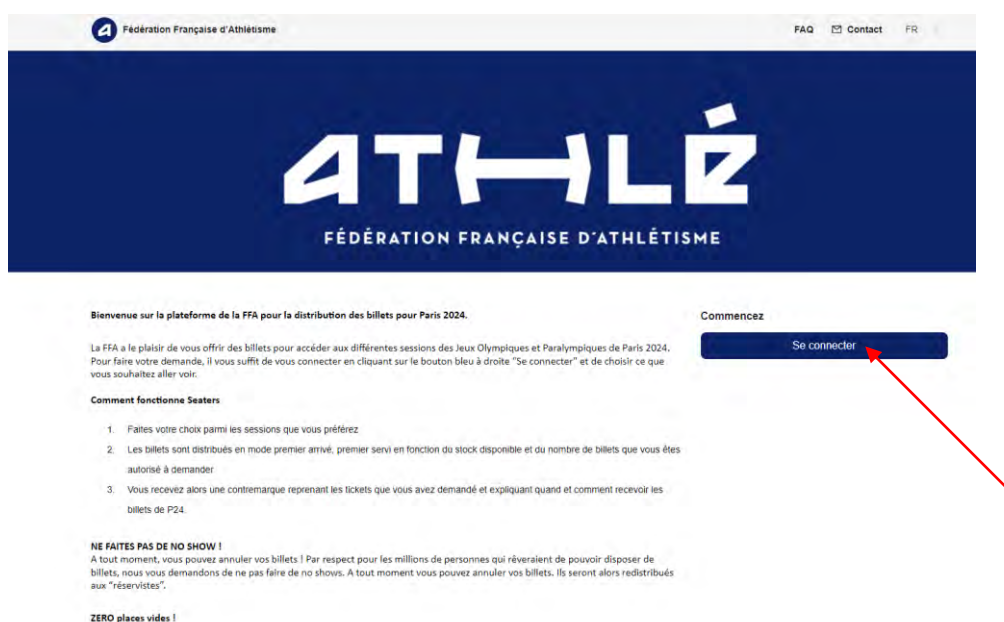 Fédération Française d'Athlétisme
FAQ Contact FR
ATHLÉ
FÉDÉRATION FRANÇAISE D'ATHLÉTISME
Bienvenue sur la plateforme de la FFA pour la distribution des billets pour Paris 2024.
Commencez
Se connecter
La FFA a le plaisir de vous offrir des billets pour accéder aux différentes sessions des Jeux Olympiques et Paralympiques de Paris 2024.
Pour faire votre demande, il vous suffit de vous connecter en cliquant sur le bouton bleu à droite "Se connecter" et de choisir ce que
vous souhaitez aller voir.
Comment fonctionne Seaters
1. Faites votre choix parmi les sessions que vous préférez
2. Les billets sont distribués en mode premier arrivé, premier servi en fonction du stock disponible et du nombre de billets que vous êtes
autorisé à demander
3. Vous recevez alors une contremarque reprenant les tickets que vous avez demandé et expliquant quand et comment recevoir les
billets de P24.
NE FAITES PAS DE NO SHOW !
A tout moment, vous pouvez annuler vos billets ! Par respect pour les millions de personnes qui rêveraient de pouvoir disposer de
billets, nous vous demandons de ne pas faire de no shows. A tout moment vous pouvez annuler vos billets. Ils seront alors redistribués
aux "réservistes".
ZERO places vides !